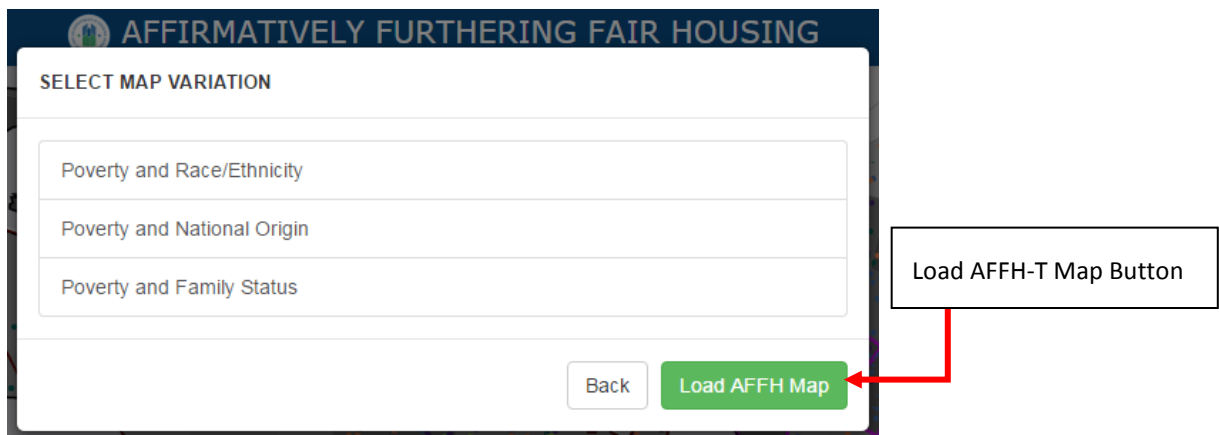 AFFIRMATIVELY FURTHERING FAIR HOUSING
SELECT MAP VARIATION
Poverty and Race/Ethnicity
Poverty and National Origin
Poverty and Family Status
Load AFFH-T Map Button
Back
Load AFFH Map